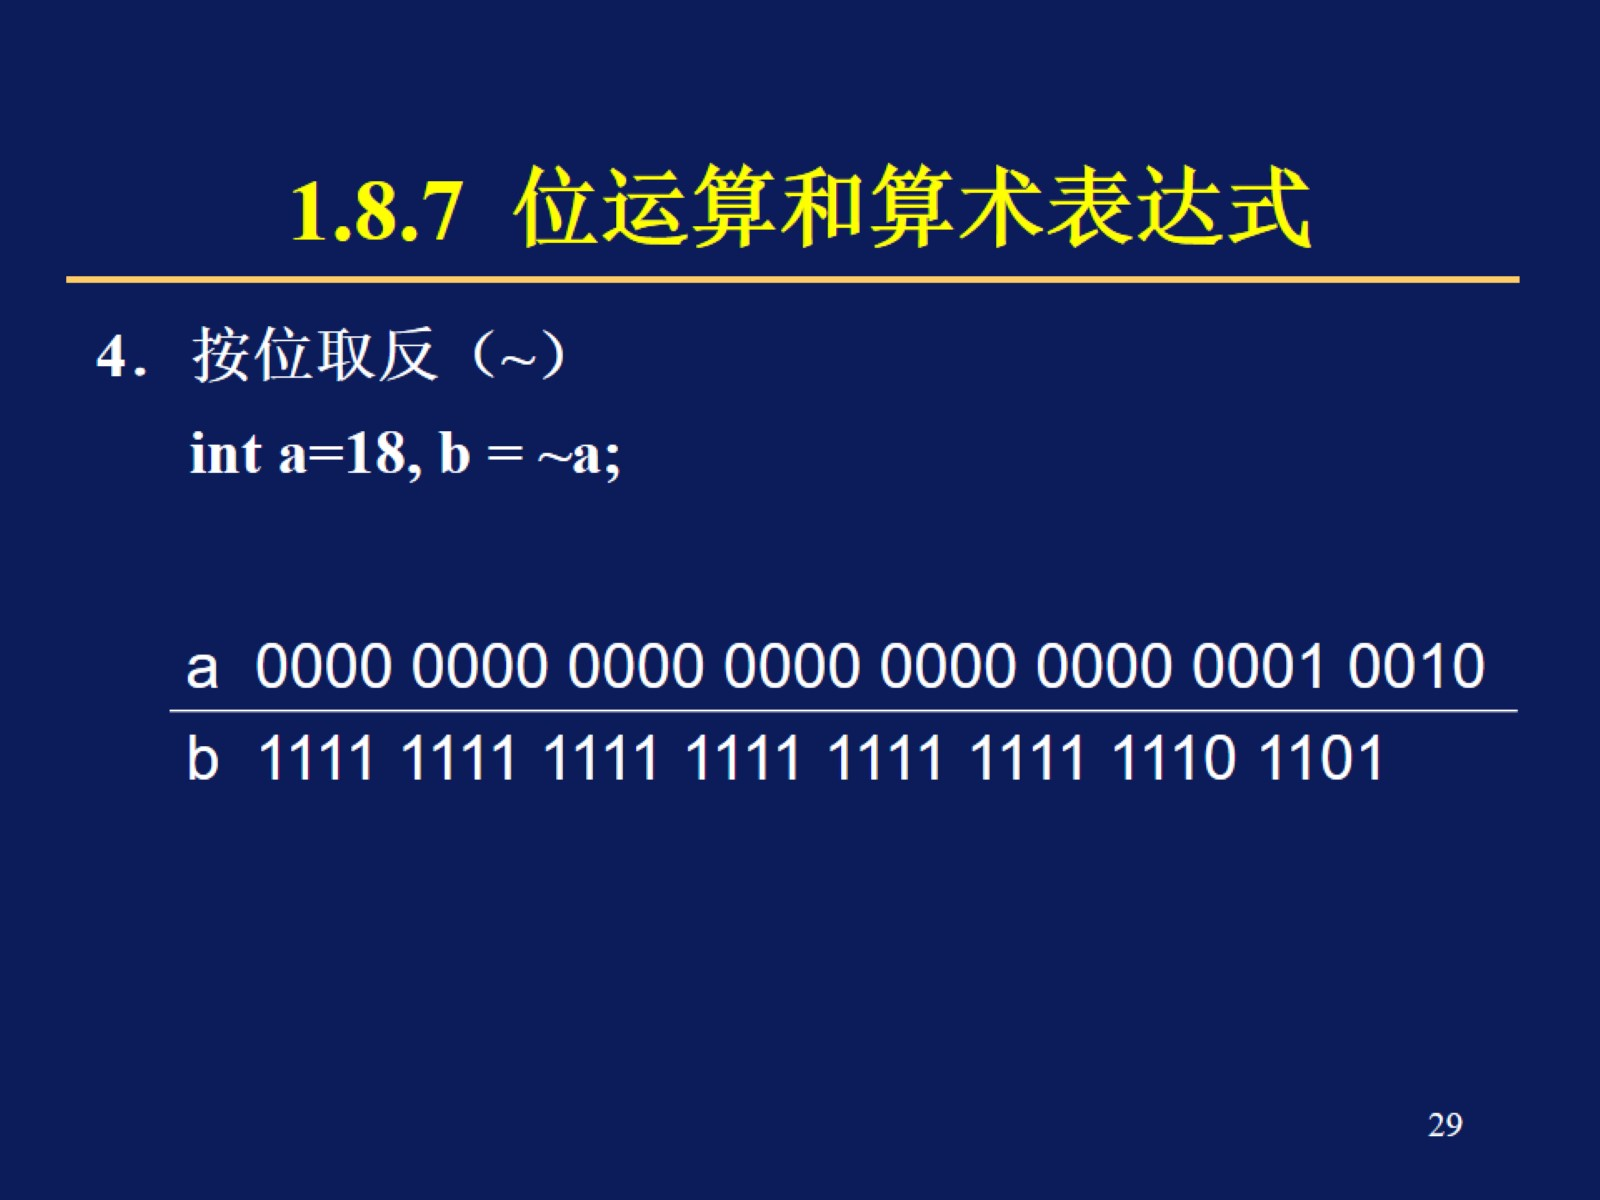 1.8.7 位运算和算术表达式
4. 按位取反（~）
int a=18, b = ~a;
a 0000 0000 0000 0000 0000 0000 0001 0010
b 1111 1111 1111 1111 1111 1111 1110 1101
29